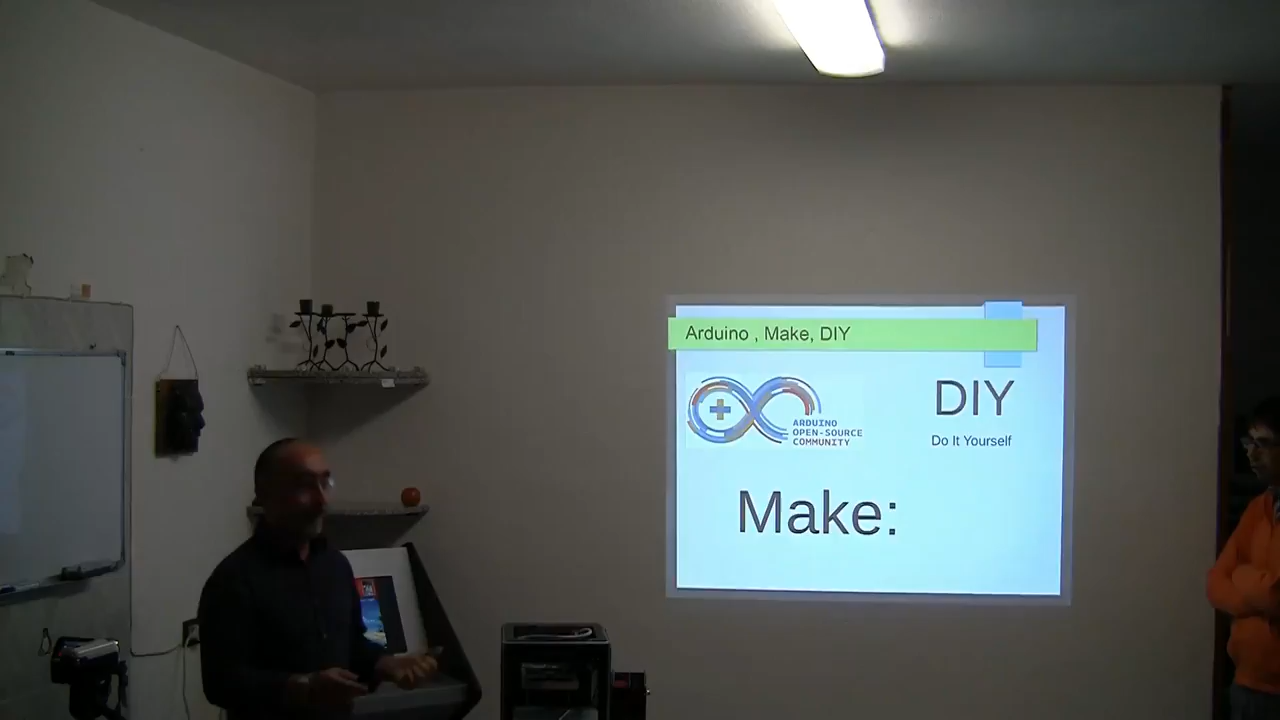 Arduino , Make, DIY
ARDUINO
OPEN-SOURCE
COMMUNITY
DIY
Do It Yourself
Make: